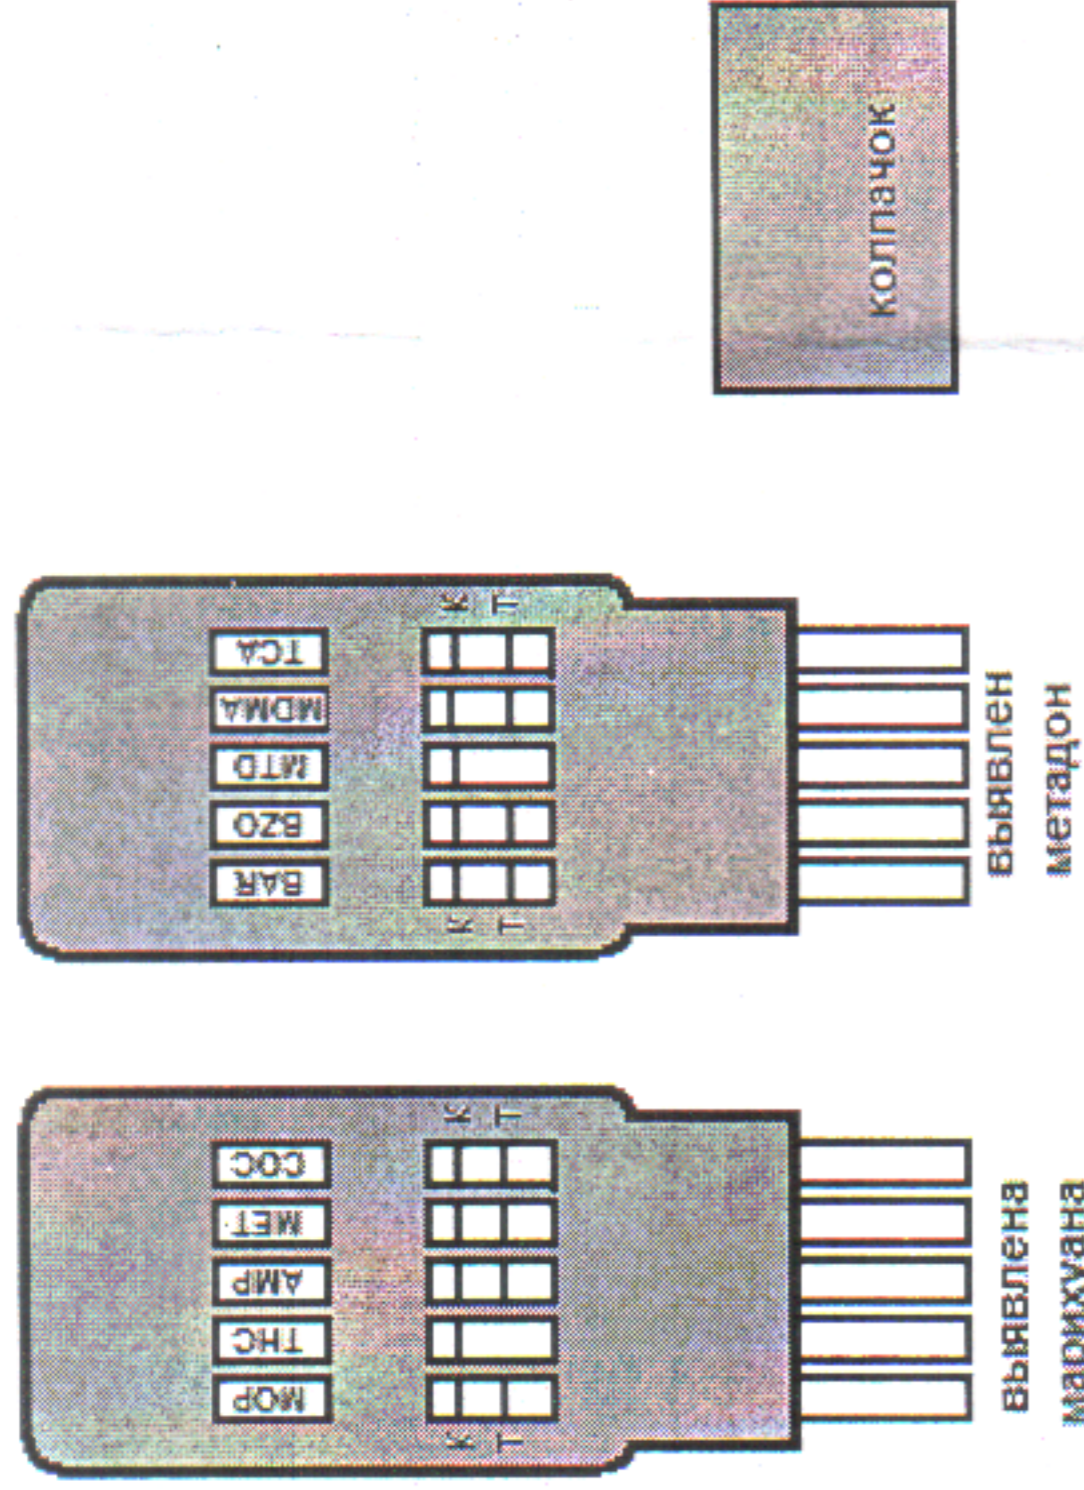 MOP
THC
AMP
MET
COC
К
К
Т
Т
выявлена
марихуана
BAR
BZO
MTD
MDMA
TCA
К
К
Т
Т
выявлен
метадон
колпачок